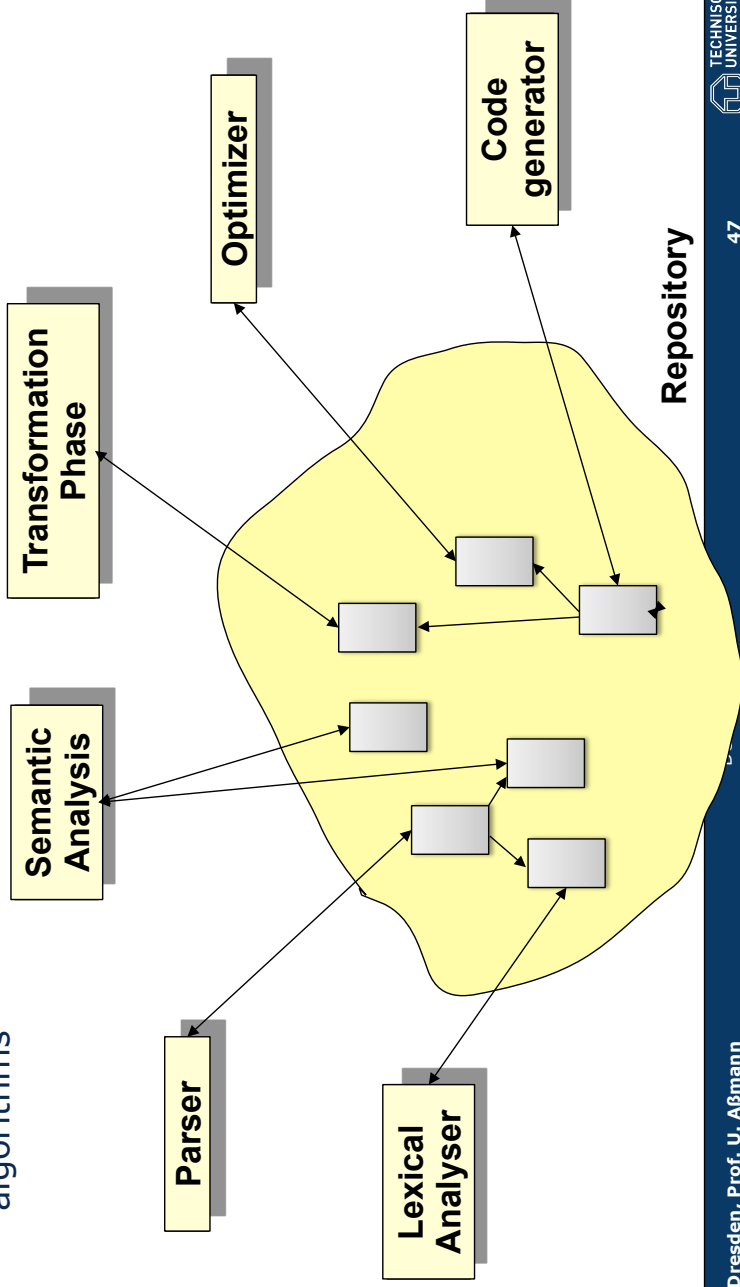 algorithms
Semantic
Analysis
Transformation
Phase
Parser
Optimizer
Lexical
Analyser
Code
generator
Repository
Dresden, Prof. U. Aßmann
47